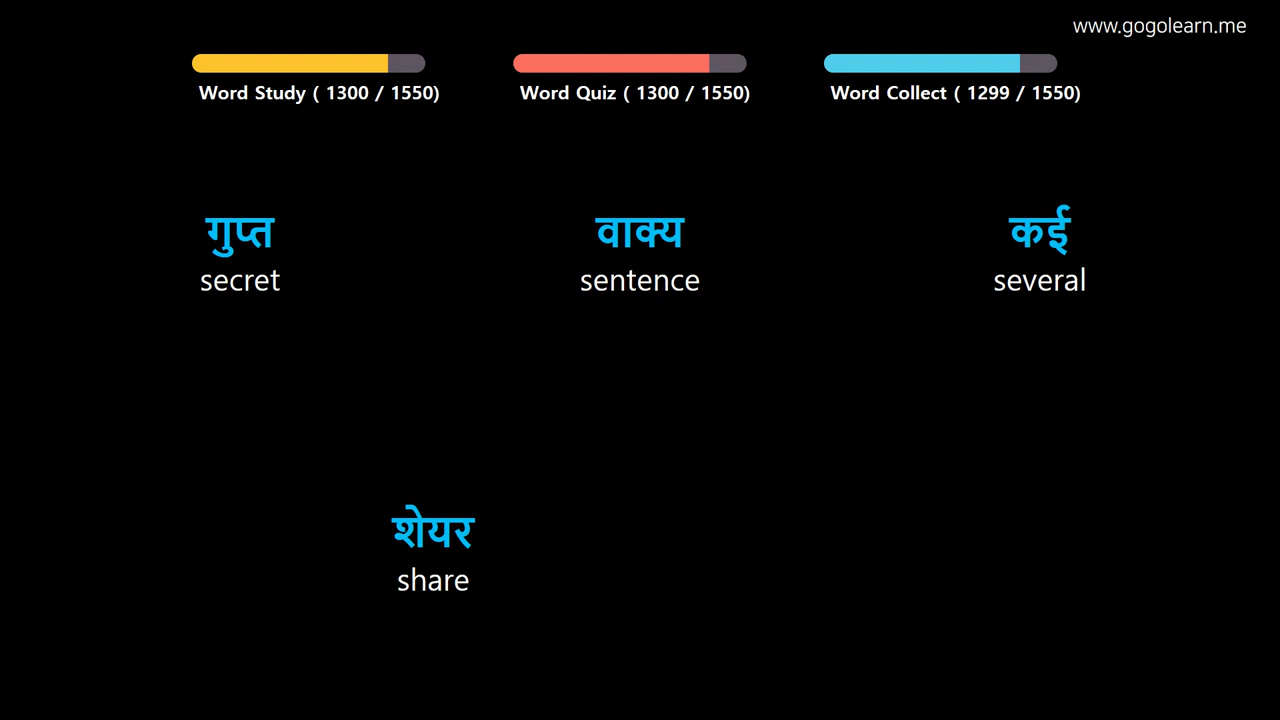 www.gogolearn.me
Word Study ( 1300 / 1550)
Word Quiz ( 1300 / 1550)
Word Collect ( 1299 / 1550)
गुप्त
secret
वाक्य
sentence
कई
several
शेयर
share